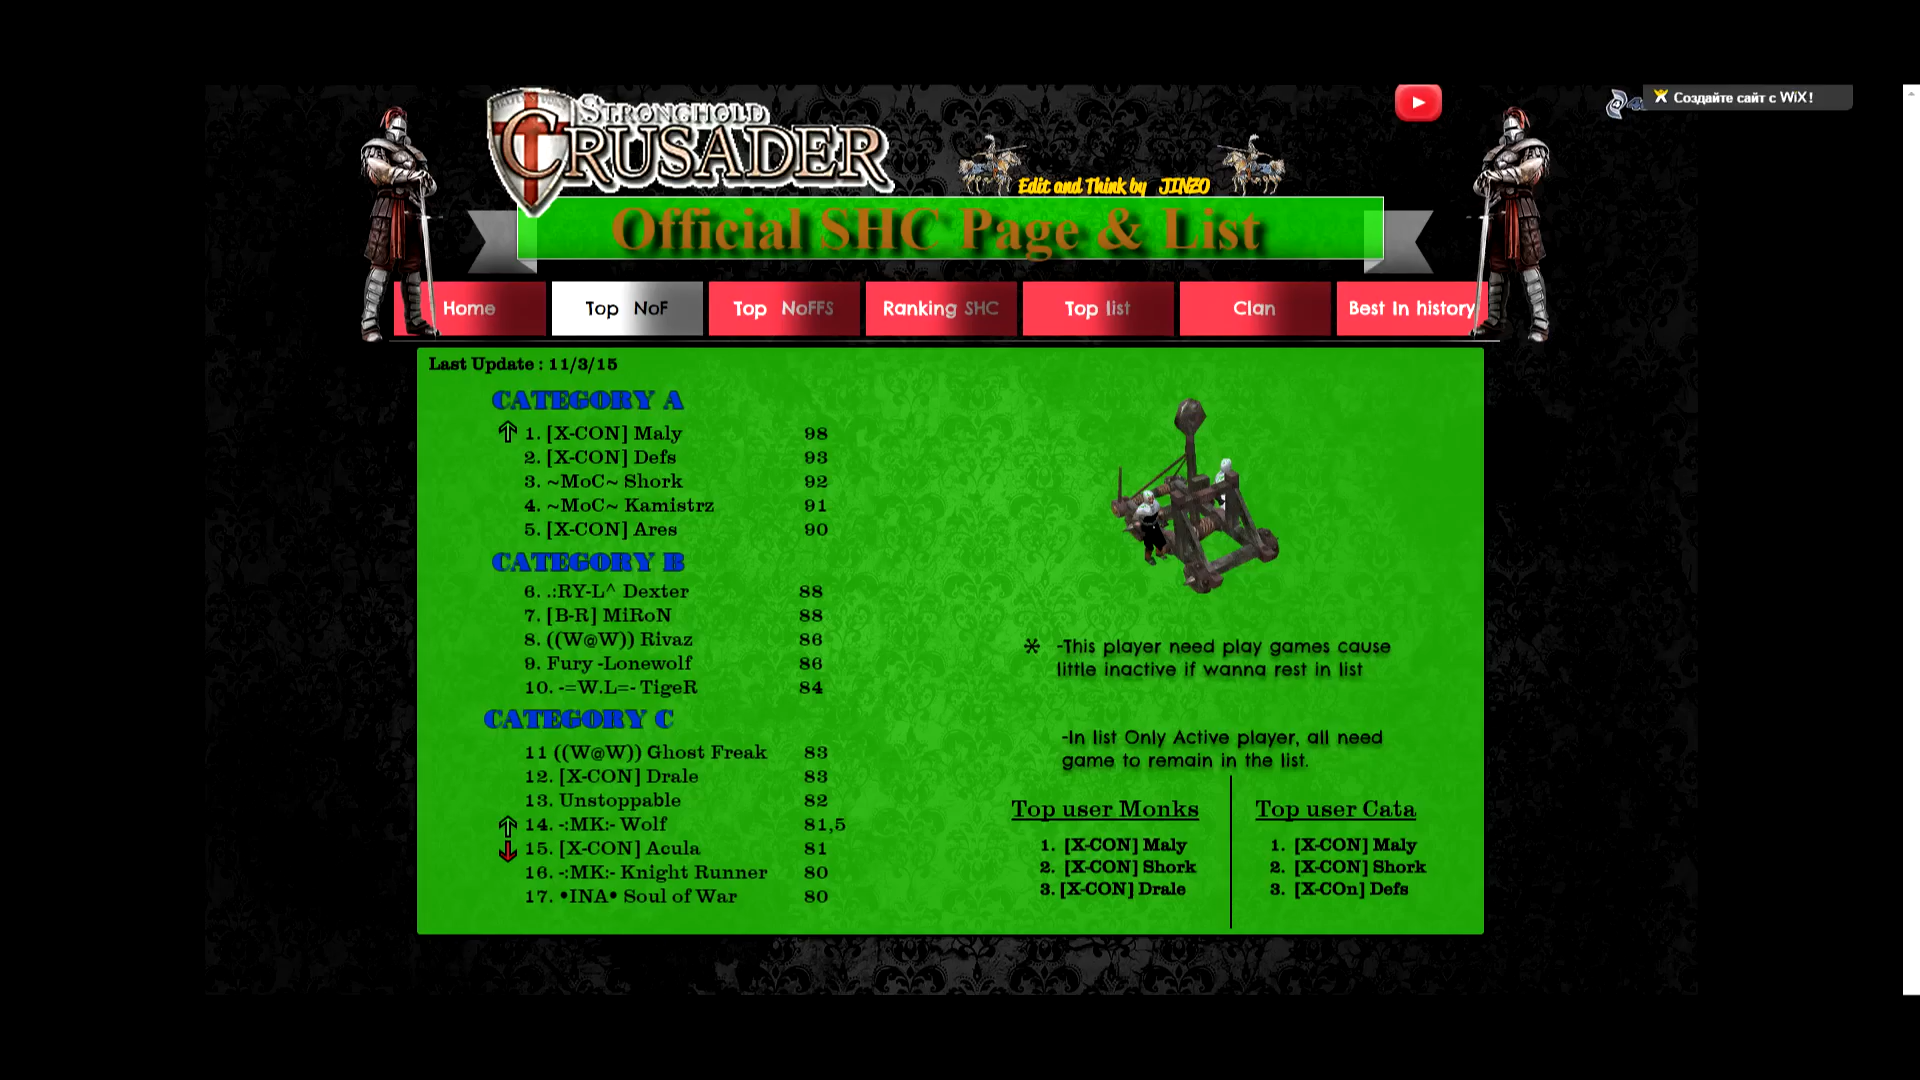 STRONGHOLD
CRUSADER
Создайте сайт с WiX!
Edit and Think by JINZO
Official SHC Page & List
Home
Top NoF
Top NoFFS
Ranking SHC
Top list
Clan
Best In history
Last Update : 11/3/15
CATEGORY A
1. [X-CON] Maly 98
2. [X-CON] Defs 93
3. ~MoC~ Shork 92
4. ~MoC~ Kamistrz 91
5. [X-CON] Ares 90
CATEGORY B
6. .:RY-L^ Dexter 88
7. [B-R] MiRoN 88
8. ((W@W)) Rivaz 86
9. Fury -Lonewolf 86
10. -=W.L=- TigeR 84
CATEGORY C
11 ((W@W)) Ghost Freak 83
12. [X-CON] Drale 83
13. Unstoppable 82
14. -:MK:- Wolf 81,5
15. [X-CON] Acula 81
16. -:MK:- Knight Runner 80
17. •INA• Soul of War 80
* -This player need play games cause
little inactive if wanna rest in list
-In list Only Active player, all need
game to remain in the list.
Top user Monks
1. [X-CON] Maly
2. [X-CON] Shork
3. [X-CON] Drale
Top user Cata
1. [X-CON] Maly
2. [X-CON] Shork
3. [X-COn] Defs